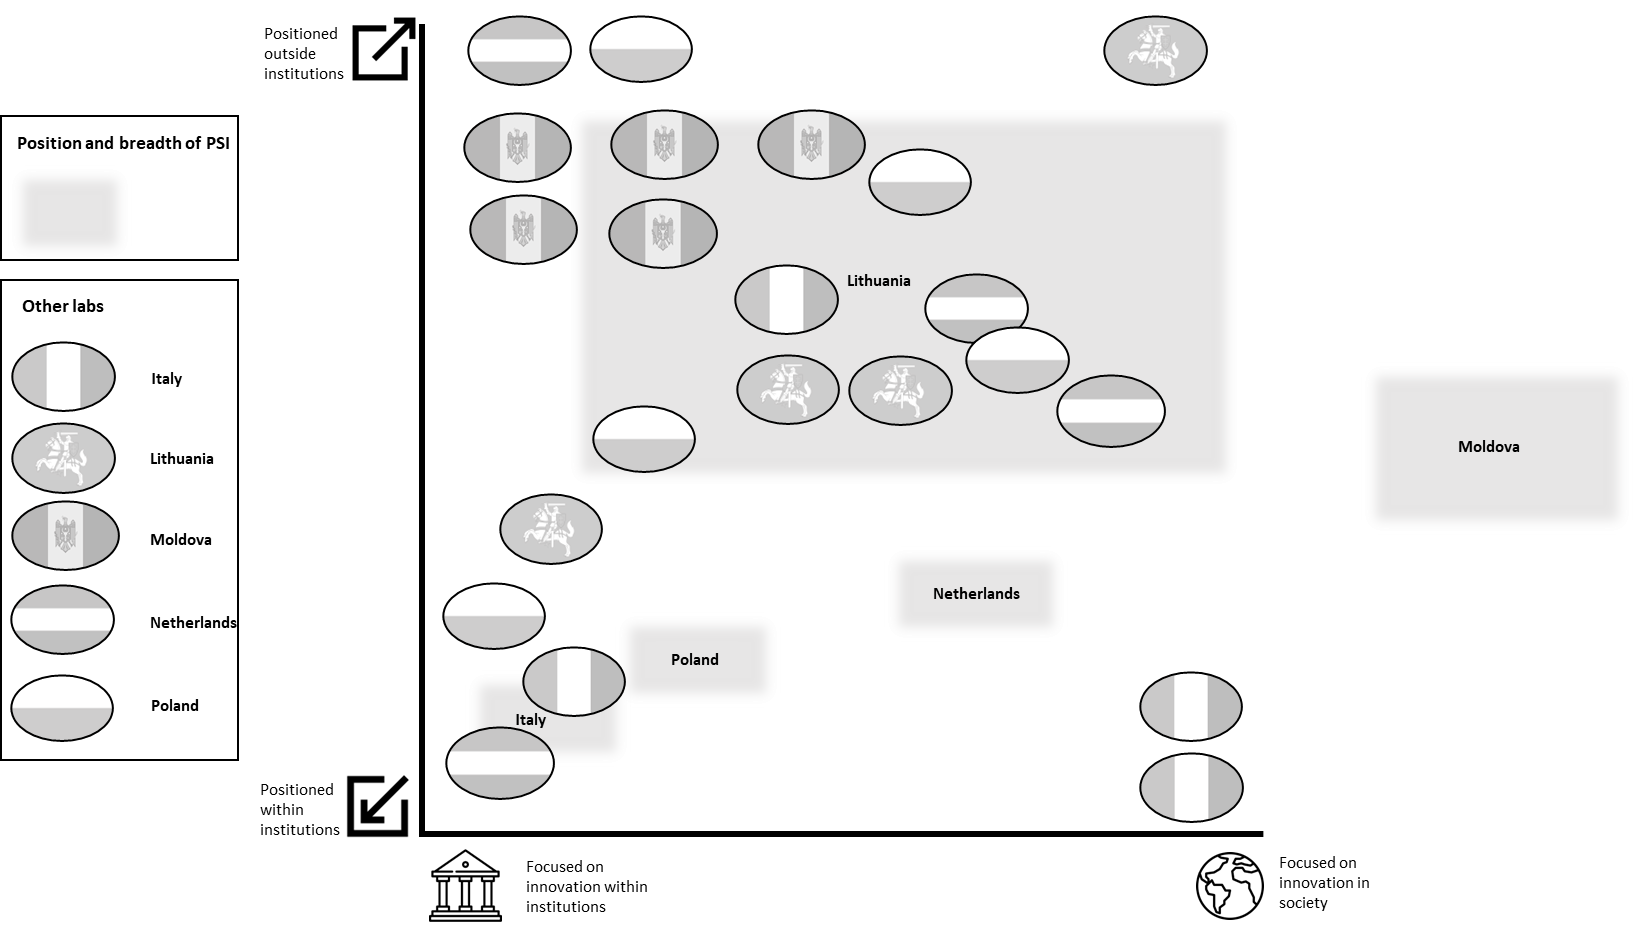 Positioned
outside
institutions
Position and breadth of PSI
Other labs
Italy
Lithuania
Moldova
Netherlands
Poland
Lithuania
Moldova
Netherlands
Poland
Italy
Positioned
within
institutions
Focused on
innovation within
institutions
Focused on
innovation in
society